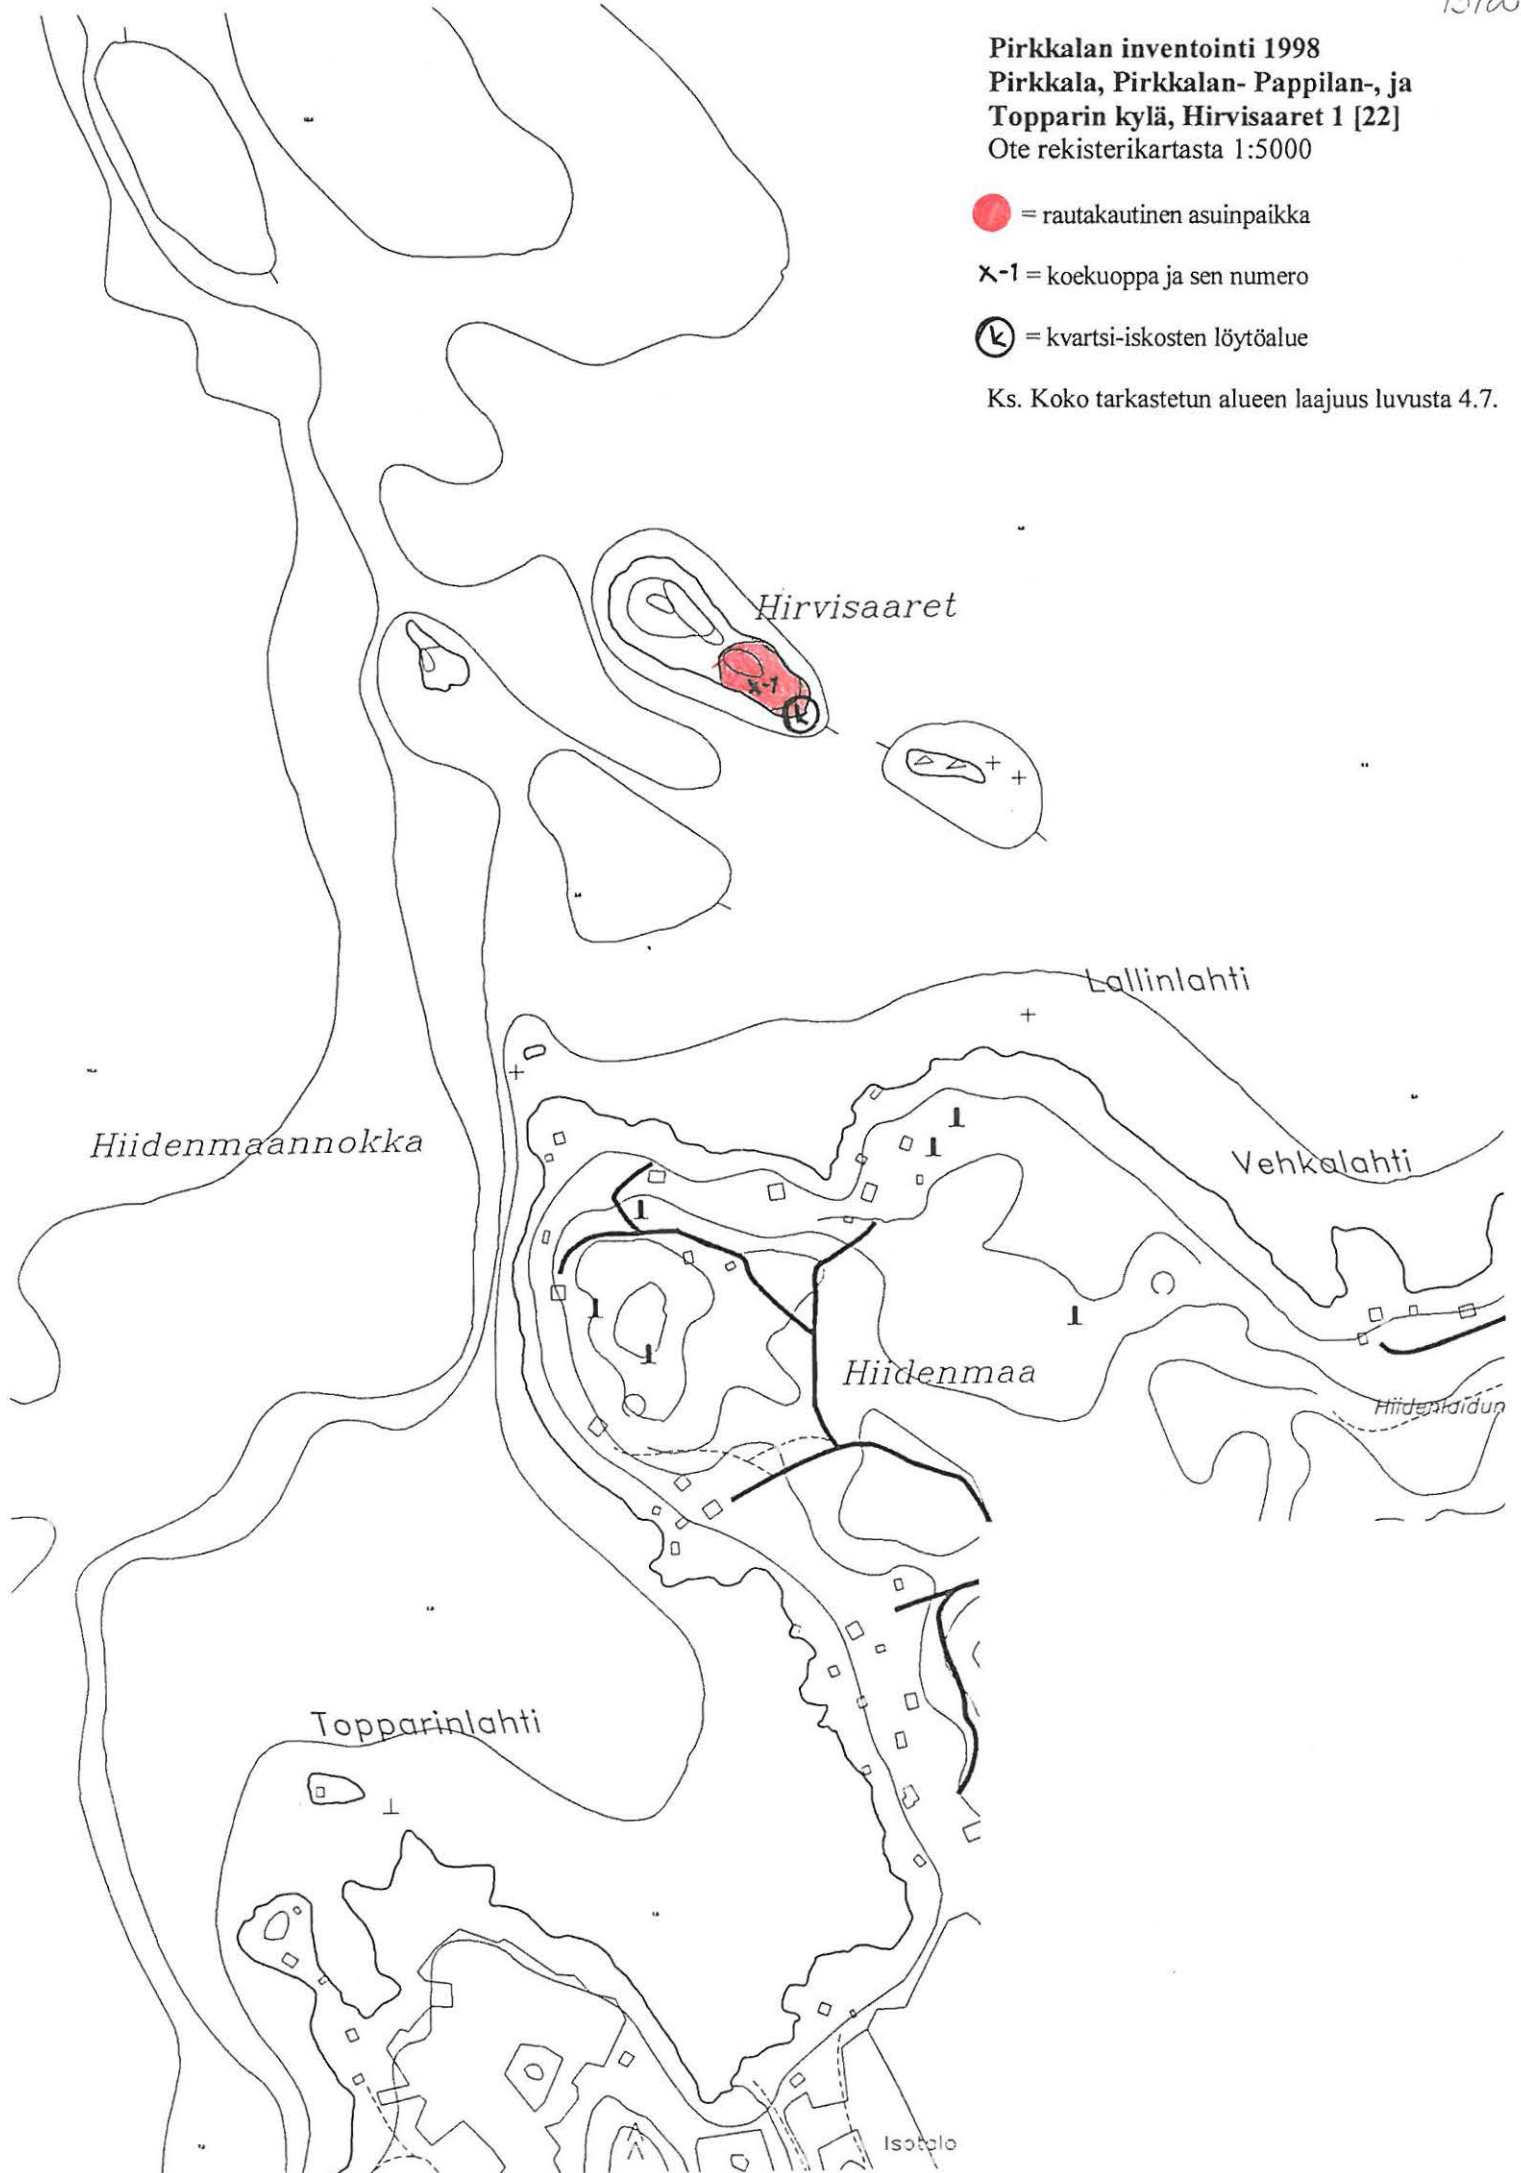 Pirkkalan inventointi 1998
Pirkkala, Pirkkalan- Pappilan-, ja
Topparin kylä, Hirvisaaret 1 [22]
Ote rekisterikartasta 1:5000
= rautakautinen asuinpaikka
x-1 = koekuoppa ja sen numero
k = kvartsi-iskosten löytöalue
Ks. Koko tarkastetun alueen laajuus luvusta 4.7.
Hirvisaaret
x-1
k
Lallinlahti
Hiidenmaannokka
Vehkalahti
Hiidenmaa
Hiidenlaidun
Topparinlahti
Isotalo